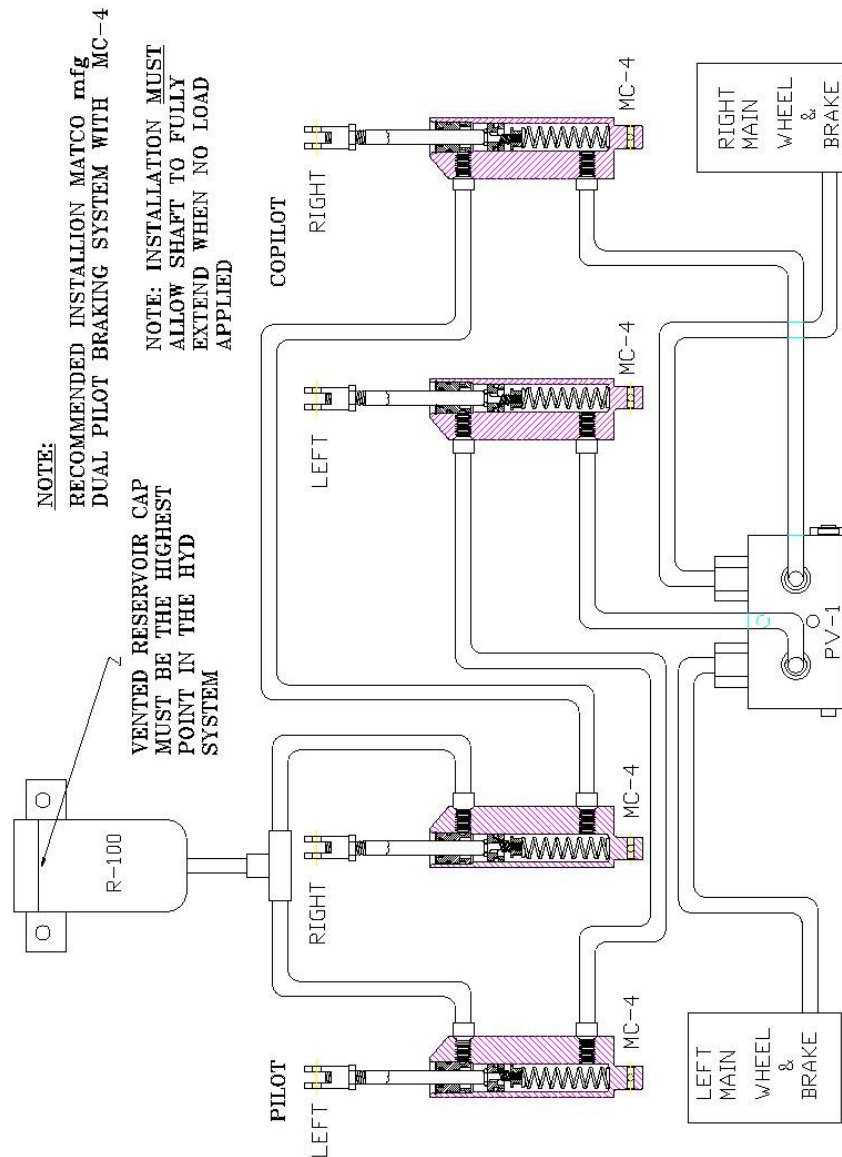 NOTE:
RECOMMENDED INSTALLION MATCO mfg
DUAL PILOT BRAKING SYSTEM WITH MC-4
NOTE: INSTALLATION MUST
ALLOW SHAFT TO FULLY
EXTEND WHEN NO LOAD
APPLIED
VENTED RESERVOIR CAP
MUST BE THE HIGHEST
POINT IN THE HYD
SYSTEM
R-100
PILOT
LEFT
RIGHT
COPILOT
LEFT
RIGHT
MC-4
MC-4
MC-4
MC-4
LEFT
MAIN
WHEEL
&
BRAKE
PV-1
RIGHT
MAIN
WHEEL
&
BRAKE